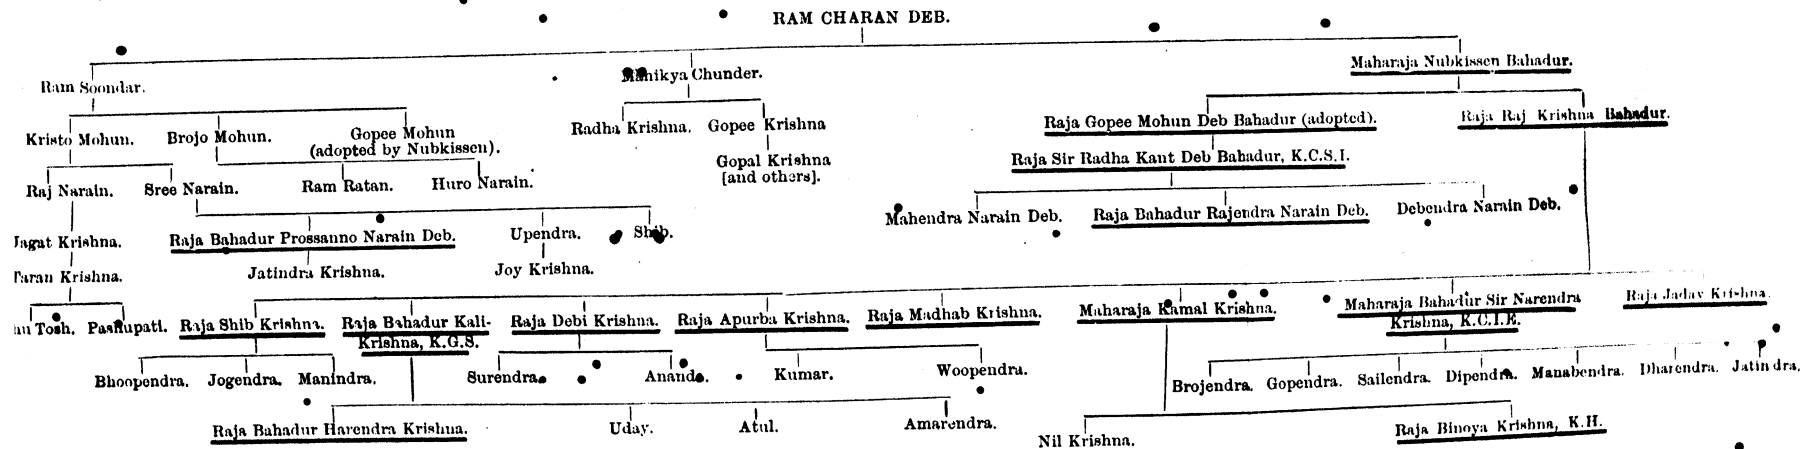 RAM CHARAN DEB.
Ram Soondar.
Manikya Chunder.
Maharaja Nubkissen Bahadur.
Kristo Mohun.
Brojo Mohun.
Gopee Mohun
(adopted by Nubkissen).
Radha Krishna.
Gopee Krishna
Raja Gopee Mohun Deb Bahadur (adopted).
Raja Raj Krishna Bahadur.
Gopal Krishna
[and others].
Raja Sir Radha Kant Deb Bahadur, K.C.S.I.
Raj Narain.
Sree Narain.
Ram Ratan.
Huro Narain.
Mahendra Narain Deb.
Raja Bahadur Rajendra Narain Deb.
Debendra Narain Deb.
Jagat Krishna.
Raja Bahadur Prossanno Narain Deb.
Upendra.
Shib.
Taran Krishna.
Jatindra Krishna.
Joy Krishna.
Tosh.
Pashupati.
Raja Shib Krishna.
Raja Bahadur Kali-
Krishna, K.G.S.
Raja Debi Krishna.
Raja Apurba Krishna.
Raja Madhab Krishna.
Maharaja Kamal Krishna.
Maharaja Bahadur Sir Narendra
Krishna, K.C.I.E.
Raja Jadav Krishna.
Bhoopendra.
Jogendra.
Manindra.
Surendra.
Ananda.
Kumar.
Woopendra.
Brojendra.
Gopendra.
Sailendra.
Dipendra.
Manabendra.
Dharendra.
Jatindra.
Raja Bahadur Harendra Krishna.
Uday.
Atul.
Amarendra.
Nil Krishna.
Raja Binoya Krishna, K.H.